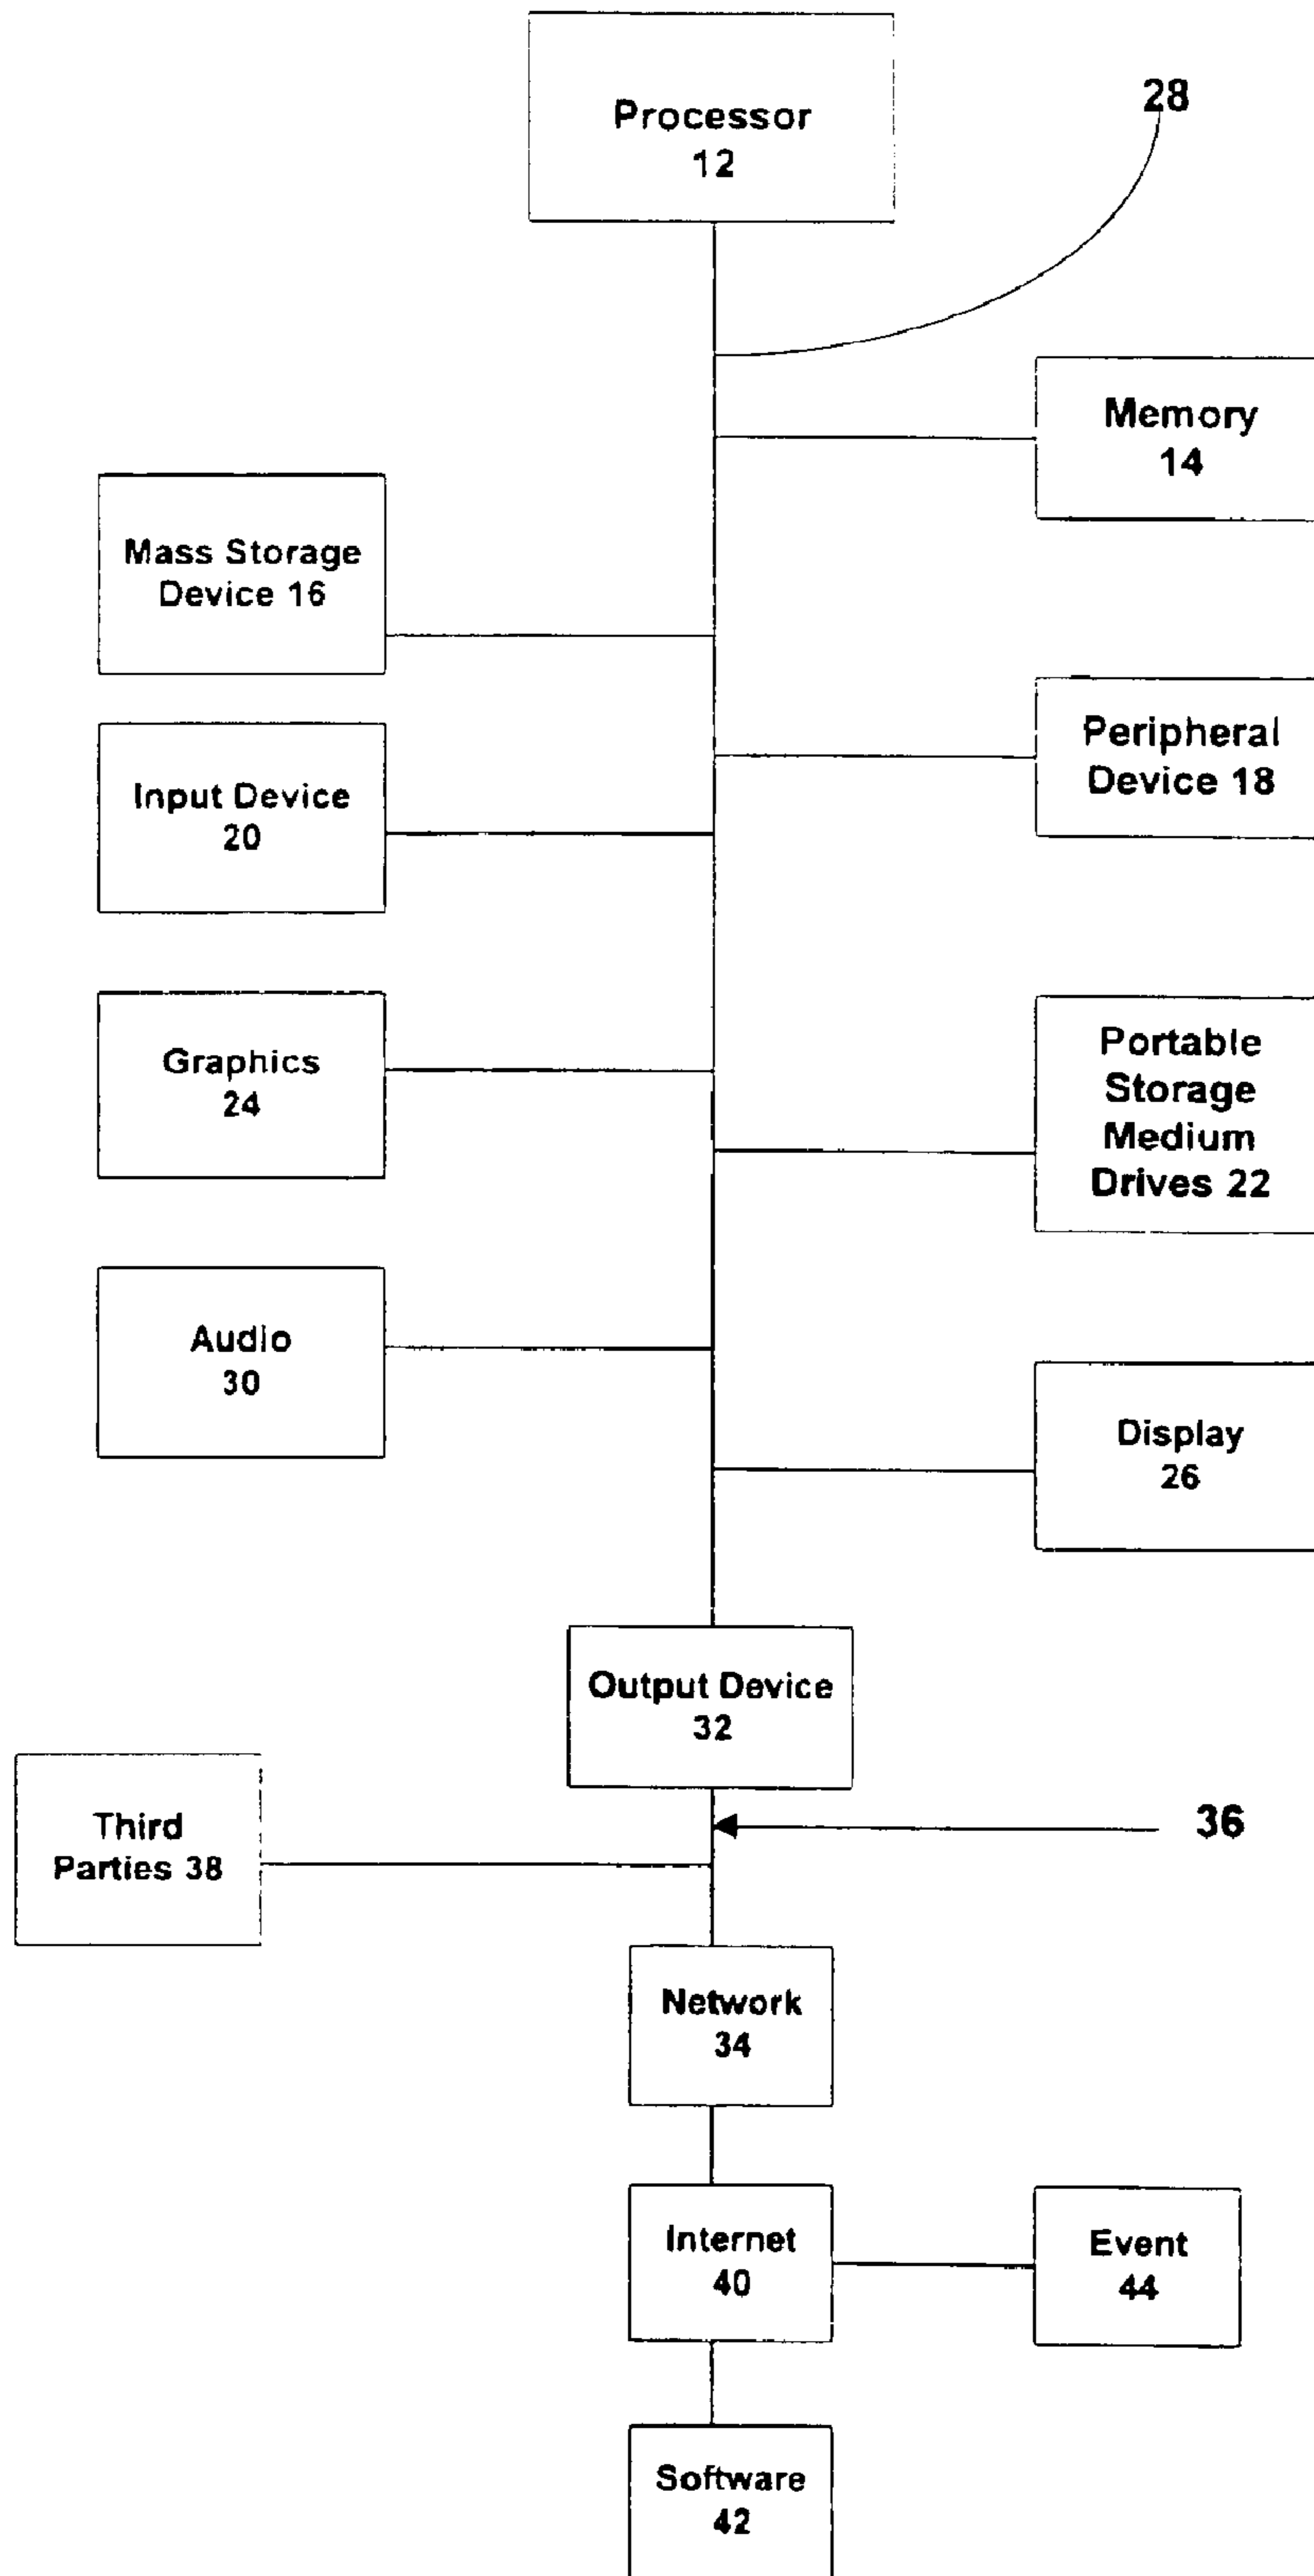 Processor
12
28
Memory
14
Mass Storage
Device 16
Peripheral
Device 18
Input Device
20
Portable
Storage
Medium
Drives 22
Graphics
24
Audio
30
Display
26
Output Device
32
36
Third
Parties 38
Network
34
Internet
40
Event
44
Software
42